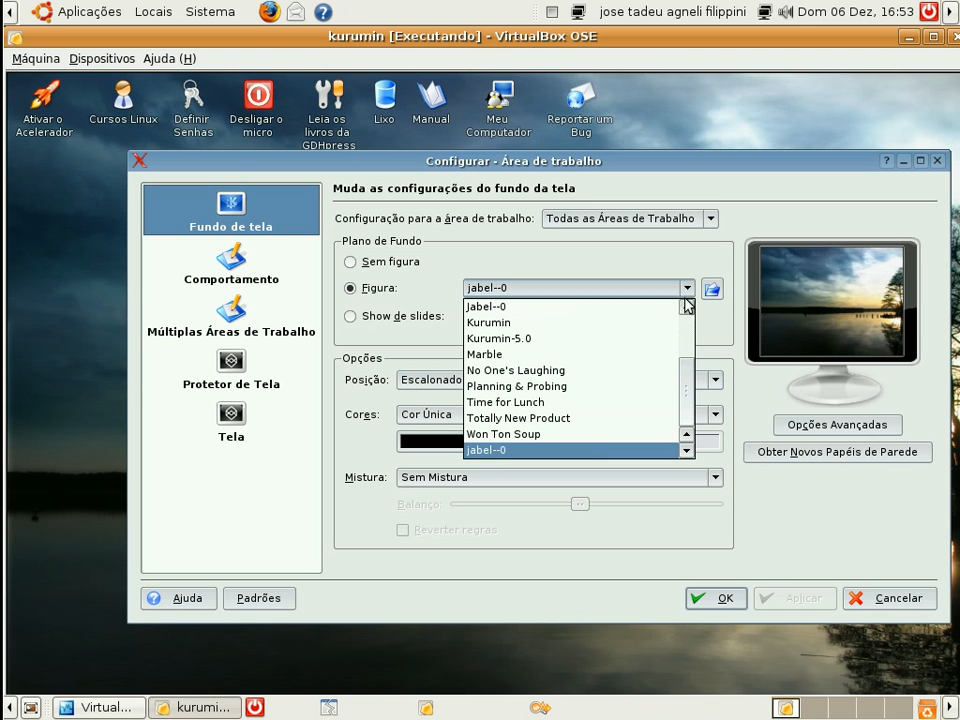 Aplicações Locais Sistema jose tadeu agneli filippini Dom 06 Dez, 16:53
kurumin [Executando] - VirtualBox OSE
Máquina Dispositivos Ajuda (H)
Ativar o
Acelerador
Cursos Linux
Definir
Senhas
Desligar o
micro
Leia os
livros da
GDHpress
Lixo
Manual
Meu
Computador
Reportar um
Bug
Configurar - Área de trabalho
Fundo de tela
Comportamento
Múltiplas Áreas de Trabalho
Protetor de Tela
Tela
Muda as configurações do fundo da tela
Configuração para a área de trabalho: Todas as Áreas de Trabalho
Plano de Fundo
Sem figura
Figura: jabel--0
Show de slides:
Jabel--0
Kurumin
Kurumin-5.0
Marble
No One's Laughing
Planning & Probing
Time for Lunch
Totally New Product
Won Ton Soup
jabel--0
Opções
Posição: Escalonado
Cores: Cor Única
Mistura: Sem Mistura
Balanço:
Reverter regras
Opções Avançadas
Obter Novos Papéis de Parede
Ajuda Padrões OK Aplicar Cancelar
Virtual... kurumi...